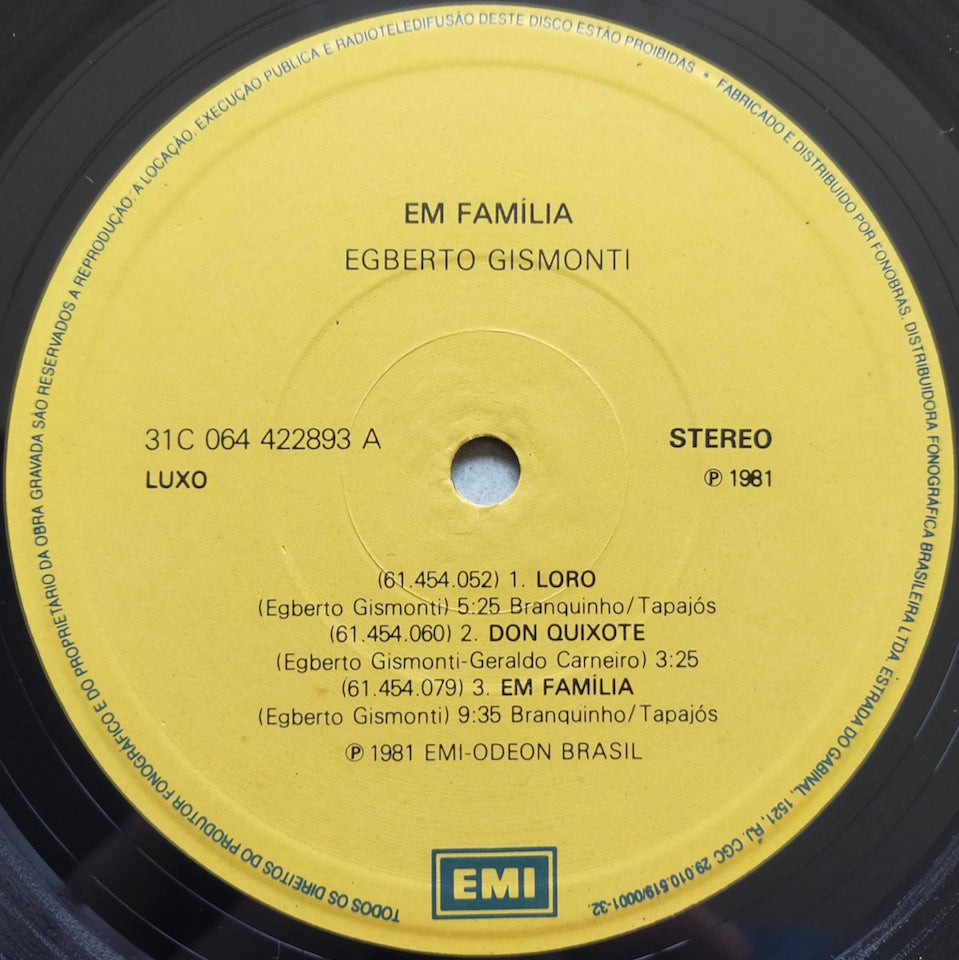 TODOS OS DIREITOS DO PRODUTOR FONOGRÁFICO E DO PROPRIETÁRIO DA OBRA GRAVADA SÃO RESERVADOS A REPRODUÇÃO. A LOCAÇÃO. EXECUÇÃO PUBLICA E RADIOTELEDIFUSÃO DESTE DISCO ESTÃO PROIBIDAS • FABRICADO E DISTRIBUIDO POR FONOBRAS. DISTRIBUIDORA FONOGRÁFICA BRASILEIRA LTDA. ESTRADA DO GABINAL, 1521, RJ. CGC 29.010.519/0001-32.
EM FAMÍLIA
EGBERTO GISMONTI
31C 064 422893 A STEREO
LUXO ℗ 1981
(61.454.052) 1. LORO
(Egberto Gismonti) 5:25 Branquinho/Tapajós
(61.454.060) 2. DON QUIXOTE
(Egberto Gismonti-Geraldo Carneiro) 3:25
(61.454.079) 3. EM FAMÍLIA
(Egberto Gismonti) 9:35 Branquinho/Tapajós
℗ 1981 EMI-ODEON BRASIL
EMI